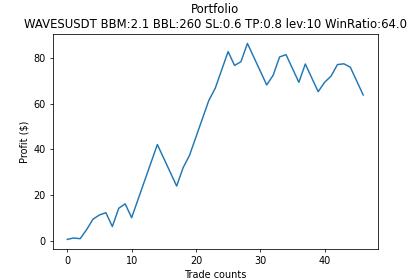 Portfolio
WAVESUSDT BBM:2.1 BBL:260 SL:0.6 TP:0.8 lev:10 WinRatio:64.0
Profit ($)
80
60
40
20
0
0 10 20 30 40
Trade counts